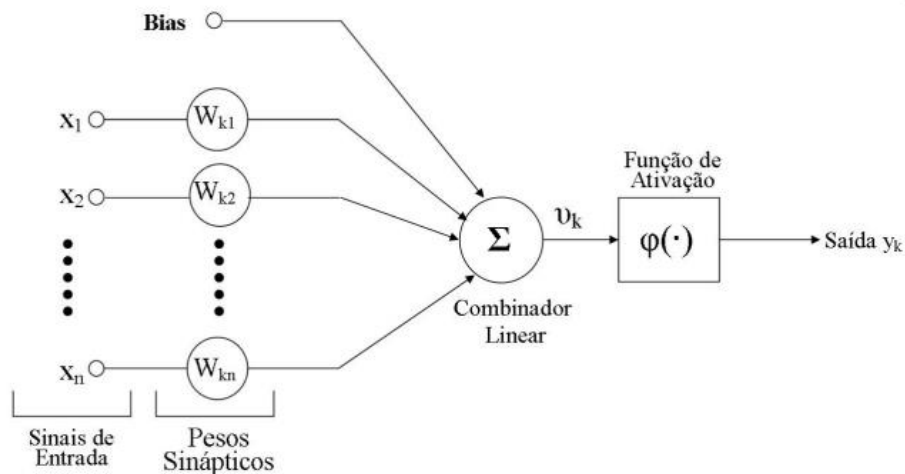 Bias
x₁
Wₖ₁
x₂
Wₖ₂
xₙ
Wₖₙ
Σ
υₖ
Função de
Ativação
φ(·)
Saída yₖ
Combinador
Linear
Sinais de
Entrada
Pesos
Sinápticos